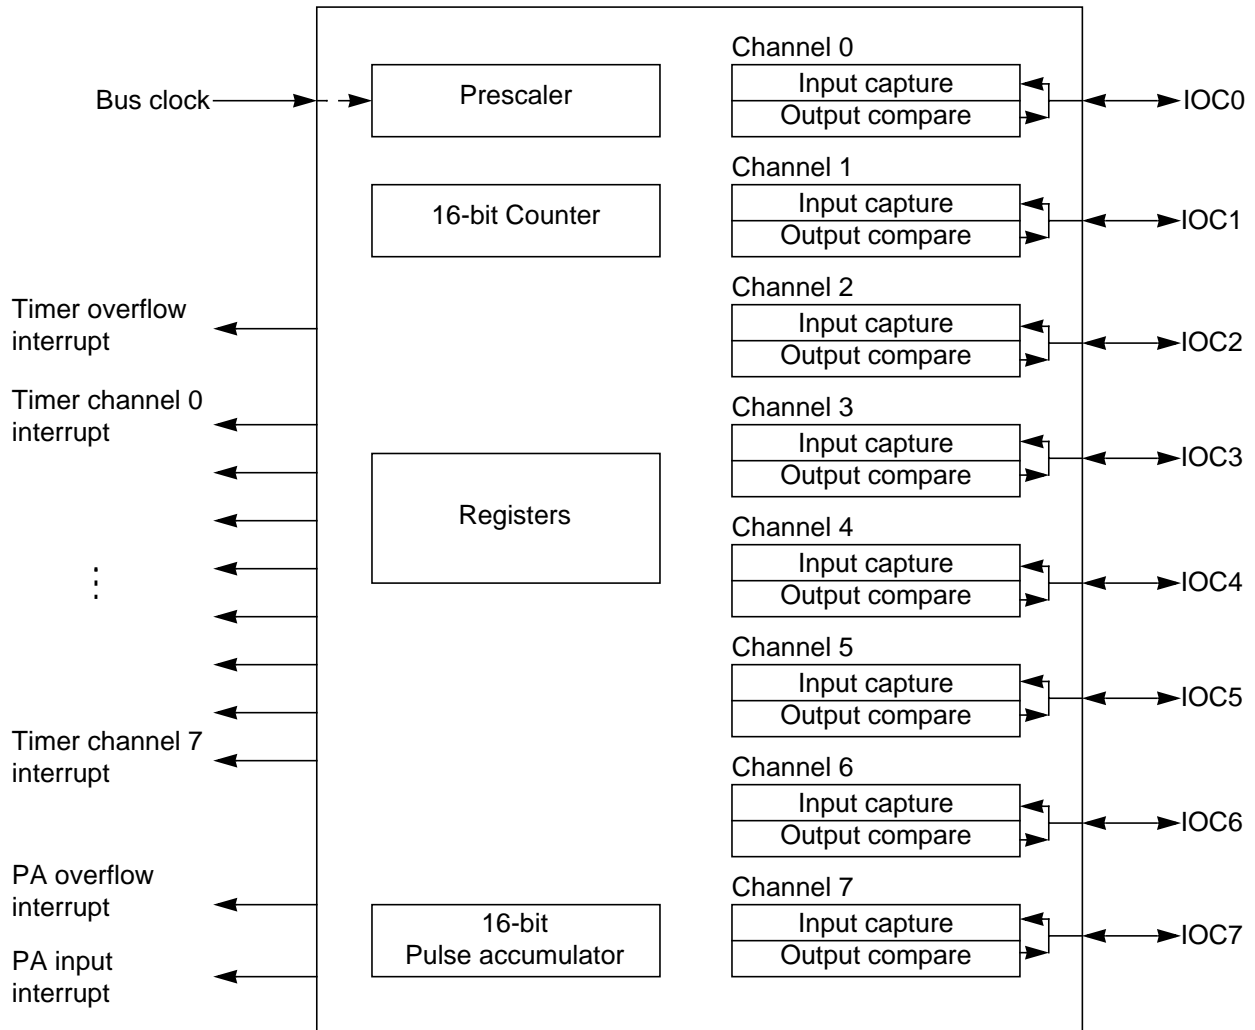 Bus clock
Timer overflow
interrupt
Timer channel 0
interrupt
Timer channel 7
interrupt
PA overflow
interrupt
PA input
interrupt
Prescaler
16-bit Counter
Registers
16-bit
Pulse accumulator
Channel 0
Input capture
Output compare
IOC0
Channel 1
Input capture
Output compare
IOC1
Channel 2
Input capture
Output compare
IOC2
Channel 3
Input capture
Output compare
IOC3
Channel 4
Input capture
Output compare
IOC4
Channel 5
Input capture
Output compare
IOC5
Channel 6
Input capture
Output compare
IOC6
Channel 7
Input capture
Output compare
IOC7